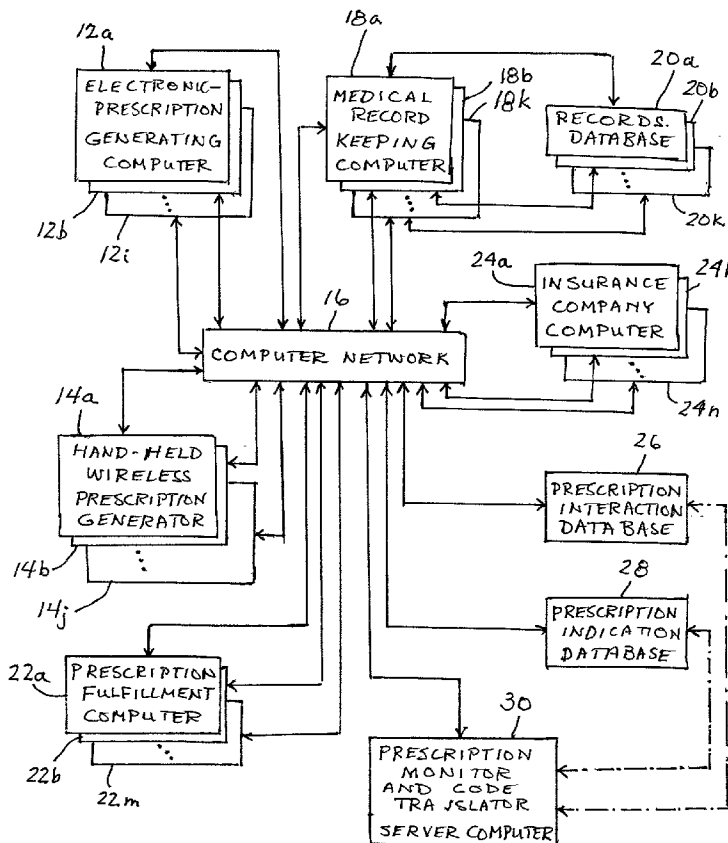 12a
ELECTRONIC-
PRESCRIPTION
GENERATING
COMPUTER
12b
12i
18a
MEDICAL
RECORD
KEEPING
COMPUTER
18b
18k
20a
20b
RECORDS.
DATABASE
20k
16
COMPUTER NETWORK
24a
INSURANCE
COMPANY
COMPUTER
24n
14a
HAND-HELD
WIRELESS
PRESCRIPTION
GENERATOR
14b
14j
26
PRESCRIPTION
INTERACTION
DATABASE
28
PRESCRIPTION
INDICATION
DATABASE
22a
PRESCRIPTION
FULFILLMENT
COMPUTER
22b
22m
30
PRESCRIPTION
MONITOR
AND CODE
TRANSLATOR
SERVER COMPUTER